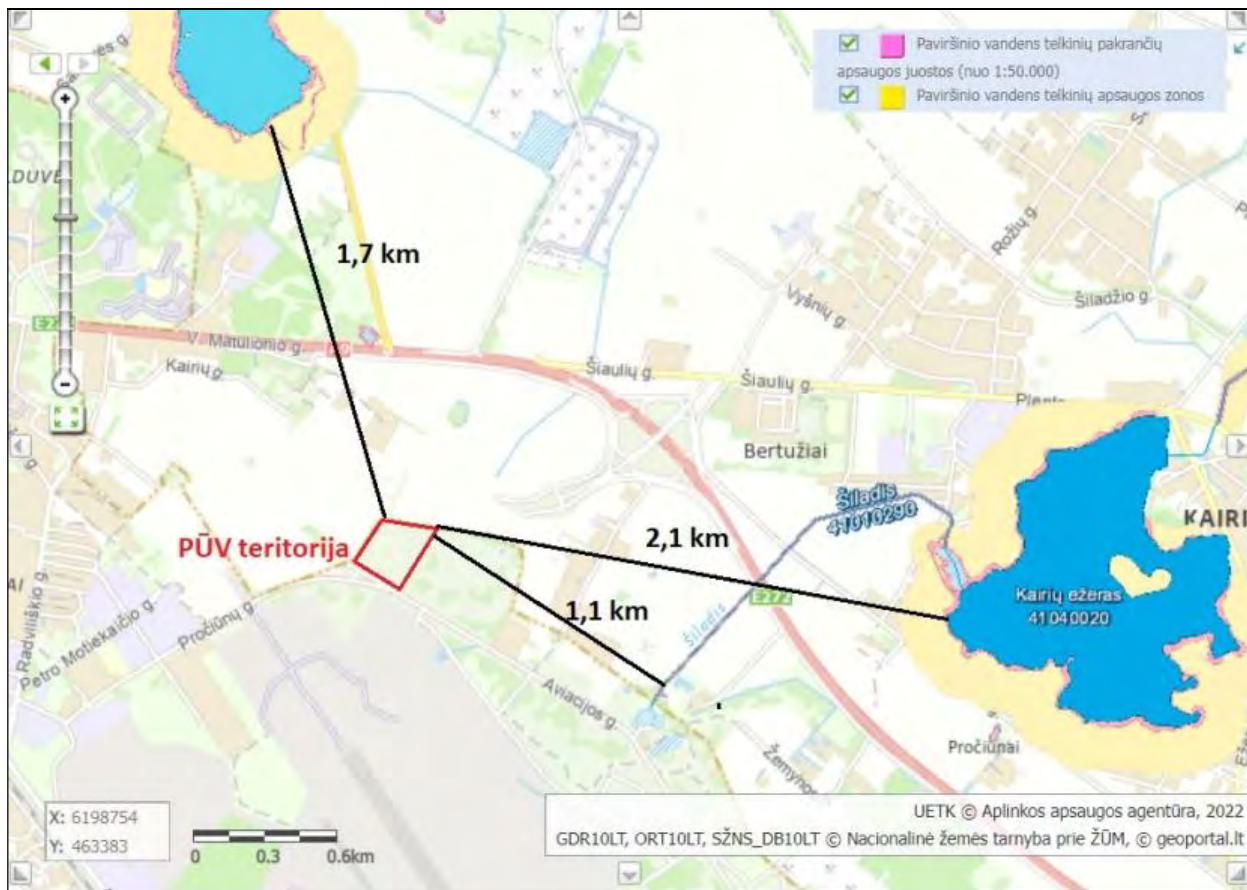 Paviršinio vandens telkinių pakrančių
apsaugos juostos (nuo 1:50.000)
Paviršinio vandens telkinių apsaugos zonos
Rožių g.
Vyšnių g.
Šiladžio g.
1,7 km
V. Matulionio g.
Kairių g.
Šiaulių g.
Šiaulių g.
Bertužiai
Šiladis
41010290
KAIRI
PŪV teritorija
2,1 km
E272
Kairių ežeras
41040020
1,1 km
Šiladis
Radviliškio g.
Petro Motiekaičio g.
Pročiūnų g.
Aviacijos g.
Pročiūnai
Žemynos
X: 6198754
Y: 463383
0 0.3 0.6km
UETK © Aplinkos apsaugos agentūra, 2022
GDR10LT, ORT10LT, SŽNS_DB10LT © Nacionalinė žemės tarnyba prie ŽŪM, © geoportal.lt